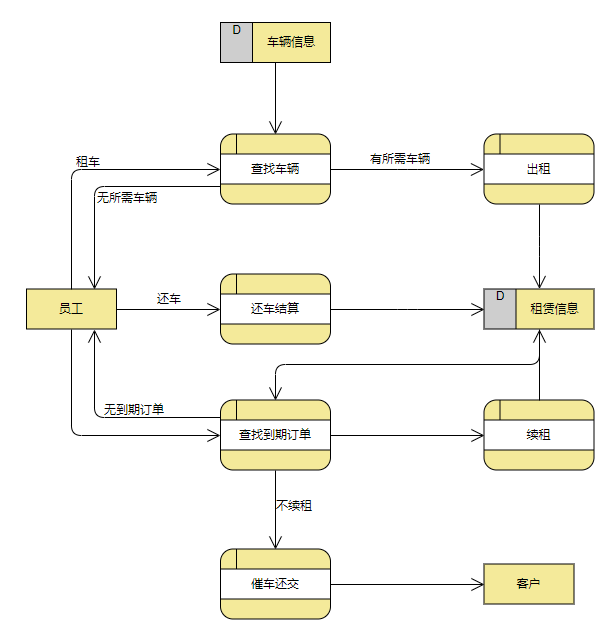 D
车辆信息
租车
查找车辆
有所需车辆
出租
无所需车辆
员工
还车
还车结算
D
租赁信息
无到期订单
查找到期订单
续租
不续租
催车还交
客户